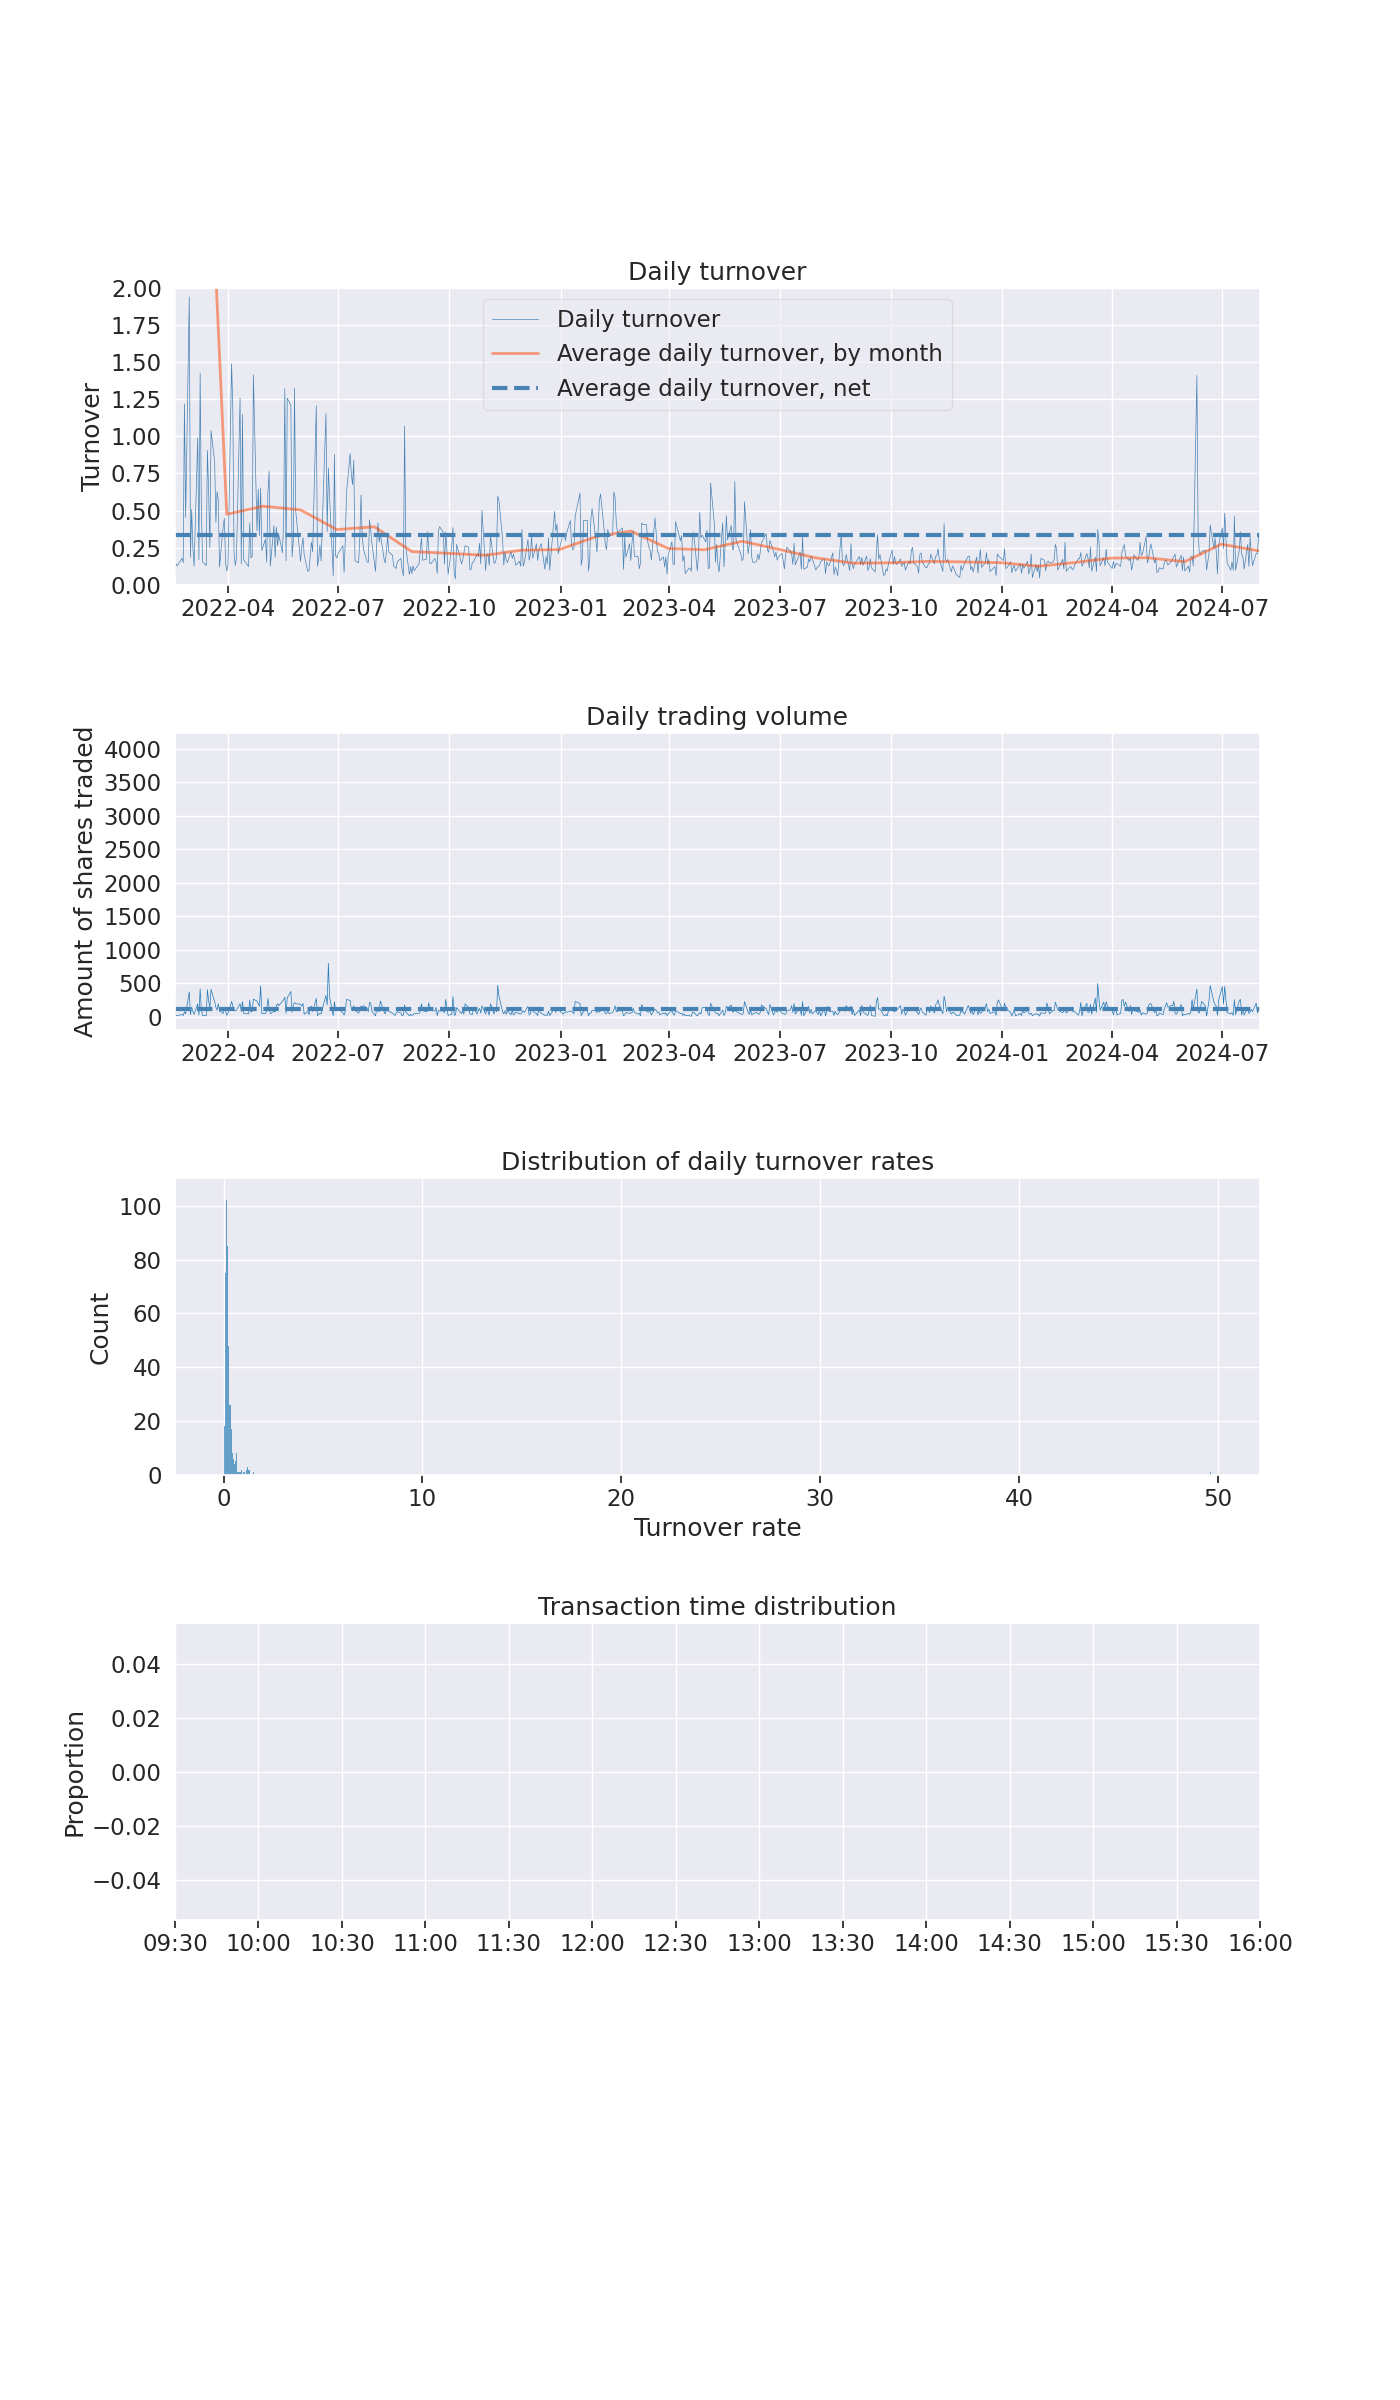 Daily turnover
2.00
1.75
1.50
1.25
1.00
0.75
0.50
0.25
0.00
Turnover
Daily turnover
Average daily turnover, by month
Average daily turnover, net
2022-04 2022-07 2022-10 2023-01 2023-04 2023-07 2023-10 2024-01 2024-04 2024-07
Daily trading volume
4000
3500
3000
2500
2000
1500
1000
500
0
Amount of shares traded
2022-04 2022-07 2022-10 2023-01 2023-04 2023-07 2023-10 2024-01 2024-04 2024-07
Distribution of daily turnover rates
100
80
60
40
20
0
Count
0 10 20 30 40 50
Turnover rate
Transaction time distribution
0.04
0.02
0.00
−0.02
−0.04
Proportion
09:30 10:00 10:30 11:00 11:30 12:00 12:30 13:00 13:30 14:00 14:30 15:00 15:30 16:00